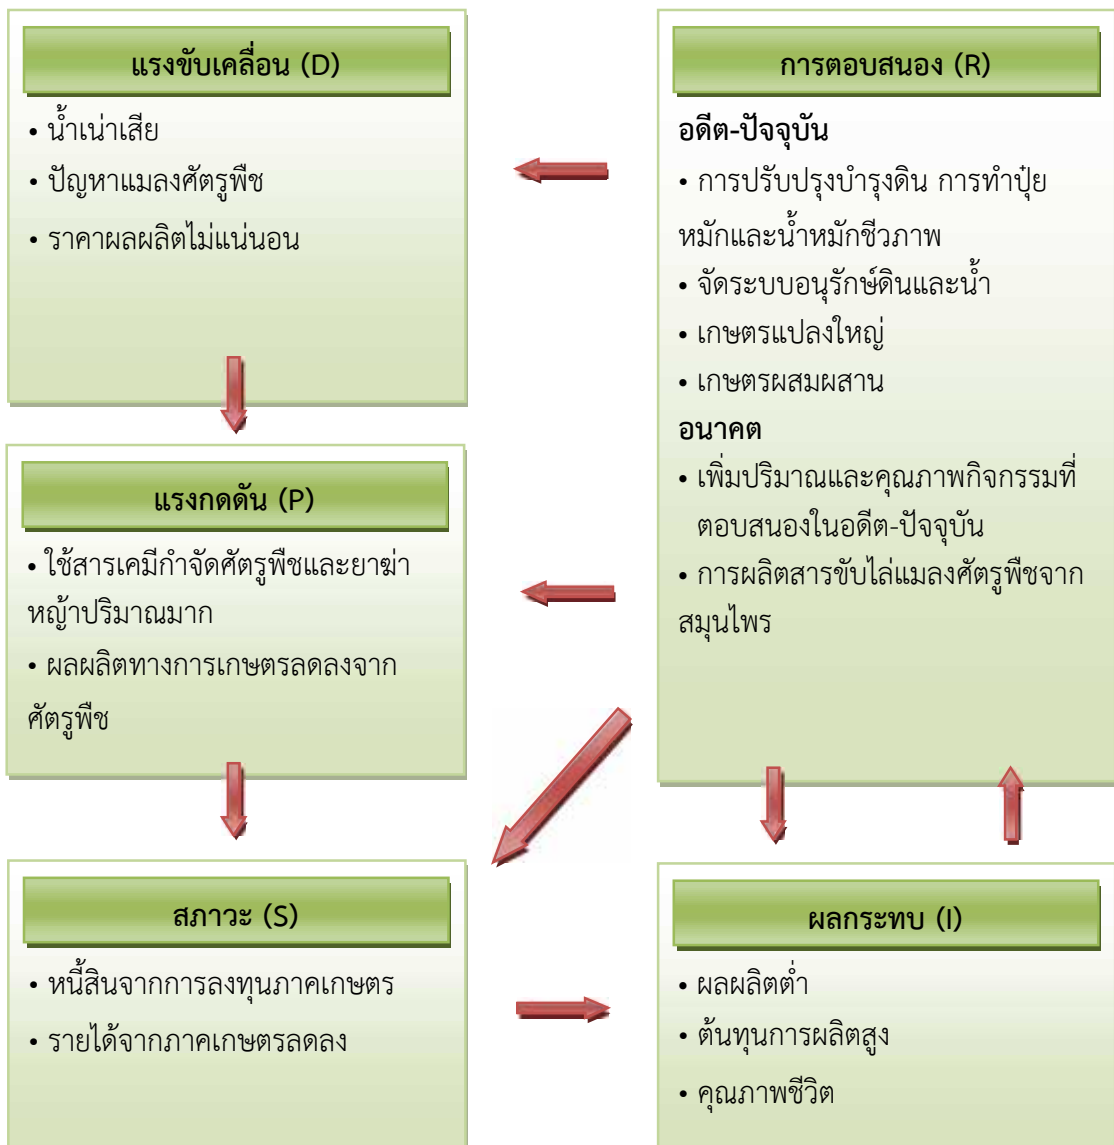 แรงขับเคลื่อน (D)
• น้ำเน่าเสีย
• ปัญหาแมลงศัตรูพืช
• ราคาผลผลิตไม่แน่นอน
แรงกดดัน (P)
• ใช้สารเคมีกำจัดศัตรูพืชและยาฆ่า
หญ้าปริมาณมาก
• ผลผลิตทางการเกษตรลดลงจาก
ศัตรูพืช
สภาวะ (S)
• หนี้สินจากการลงทุนภาคเกษตร
• รายได้จากภาคเกษตรลดลง
การตอบสนอง (R)
อดีต-ปัจจุบัน
• การปรับปรุงบำรุงดิน การทำปุ๋ย
หมักและน้ำหมักชีวภาพ
• จัดระบบอนุรักษ์ดินและน้ำ
• เกษตรแปลงใหญ่
• เกษตรผสมผสาน
อนาคต
• เพิ่มปริมาณและคุณภาพกิจกรรมที่
ตอบสนองในอดีต-ปัจจุบัน
• การผลิตสารขับไล่แมลงศัตรูพืชจาก
สมุนไพร
ผลกระทบ (I)
• ผลผลิตต่ำ
• ต้นทุนการผลิตสูง
• คุณภาพชีวิต